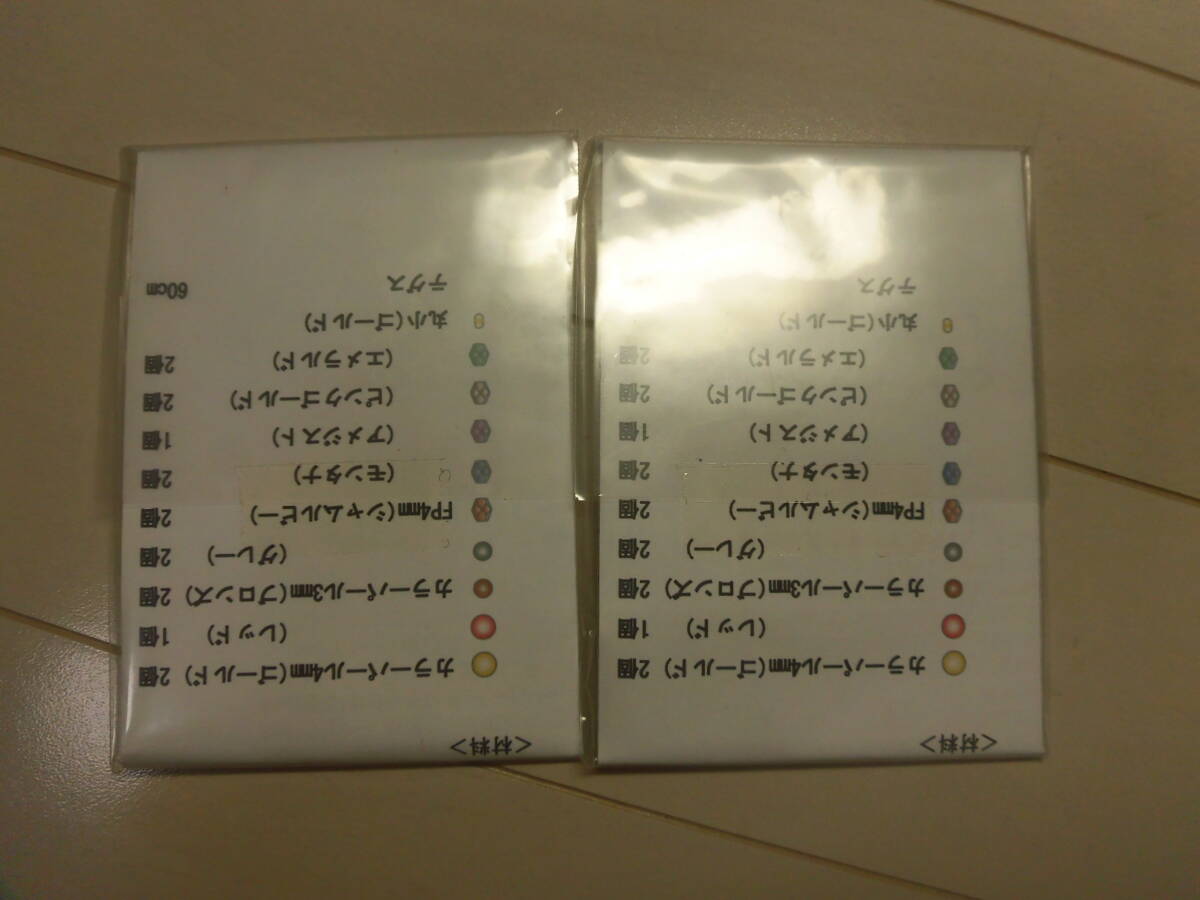 ＜材料＞
カラーパール4㎜(ゴールド) 2個
(レッド) 1個
カラーパール3㎜(ブロンズ) 2個
(グレー) 2個
FP4㎜(シャムルビー) 2個
(モンタナ) 2個
(アメジスト) 1個
(ピンクゴールド) 2個
(エメラルド) 2個
丸小(ゴールド)
テグス
＜材料＞
カラーパール4㎜(ゴールド) 2個
(レッド) 1個
カラーパール3㎜(ブロンズ) 2個
(グレー) 2個
FP4㎜(シャムルビー) 2個
(モンタナ) 2個
(アメジスト) 1個
(ピンクゴールド) 2個
(エメラルド) 2個
丸小(ゴールド)
テグス 60㎝